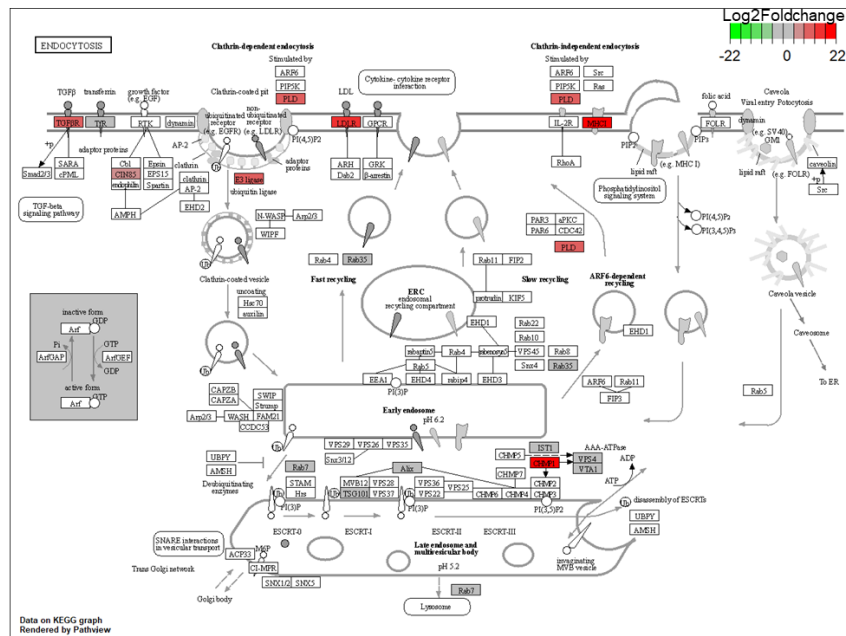 Log2Foldchange
-22 0 22
ENDOCYTOSIS
Clathrin-dependent endocytosis
Clathrin-independent endocytosis
Stimulated by
ARF6
PIP5K
PLD
Stimulated by
ARF6
Src
PIP5K
Ras
PLD
Cytokine- cytokine receptor
interaction
TGFβ
transferrin
growth factor
(e.g. EGF)
Clathrin-coated pit
LDL
folic acid
Caveola
Viral entry
Potocytosis
TGFβR
TfR
RTK
dynamin
ubiquitinated
receptor
(e.g. EGFR)
non-
ubiquitinated
receptor
(e.g. LDLR)
PI(4,5)P2
LDLR
GPCR
IL-2R
MHCI
PIP2
PIP3
FOLR
dynamin
(e.g. SV40)
GM1
+p
adaptor proteins
AP-2
Ub
adaptor
proteins
RhoA
(e.g. MHC I)
lipid raft
lipid raft
(e.g. FOLR)
caveolin
+p
Src
Smad2/3
SARA
cPML
Cbl
CIN85
endophilin
Eprin
EPS15
Spartin
clathrin
clathrin
AP-2
EHD2
AMPH
E3 ligase
ubiquitin ligase
ARH
Dab2
GRK
β-arrestin
TGF-beta
signaling pathway
Phosphatidylinositol
signaling system
N-WASP
Arp2/3
WIPF
PAR3
aPKC
PAR6
CDC42
PLD
PI(4,5)P2
PI(3,4,5)P3
Ub
Clathrin-coated vesicle
Rab4
Rab35
Fast recycling
Rab11
FIP2
Slow recycling
ARF6-dependent
recycling
Caveola vesicle
uncoating
Hsc70
auxilin
ERC
endosomal
recycling compartment
protrudin
KIF5
EHD1
Rab22
Rab10
VPS45
Rab8
Snx4
Rab35
EHD1
Caveosome
inactive form
Arf
GDP
Pi
GTP
ArfGAP
ArfGEF
GDP
active form
Arf
GTP
Ub
rabaptin5
Rab4
rabenosyn5
Rab5
EEA1
EHD4
rabip4
EHD3
PI(3)P
ARF6
Rab11
FIP3
Rab5
To ER
CAPZB
CAPZA
SWIP
Strump
Arp2/3
WASH
FAM21
CCDC53
Early endosome
pH 6.2
Ub
VPS29
VPS26
VPS35
Snx3/12
IST1
AAA-ATPase
CHMP5
CHMP1
VPS4
VTA1
ADP
ATP
UBPY
AMSH
Deubiquitinating
enzymes
Rab7
Alix
STAM
Hrs
MVB12
VPS28
TSG101
VPS37
VPS36
VPS22
VPS25
CHMP7
CHMP6
CHMP4
CHMP2
CHMP3
Ub
PI(3)P
Ub
Ub
PI(3)P
PI(3,5)P2
Ub
disassembly of ESCRTs
UBPY
AMSH
ESCRT-0
ESCRT-I
ESCRT-II
ESCRT-III
SNARE interactions
in vesicular transport
ACP33
M6P
Late endosome and
multivesicular body
pH 5.2
invaginating
MVB vesicle
Trans Golgi network
CI-MPR
SNX1/2
SNX5
Golgi body
Rab7
Lysosome
Data on KEGG graph
Rendered by Pathview